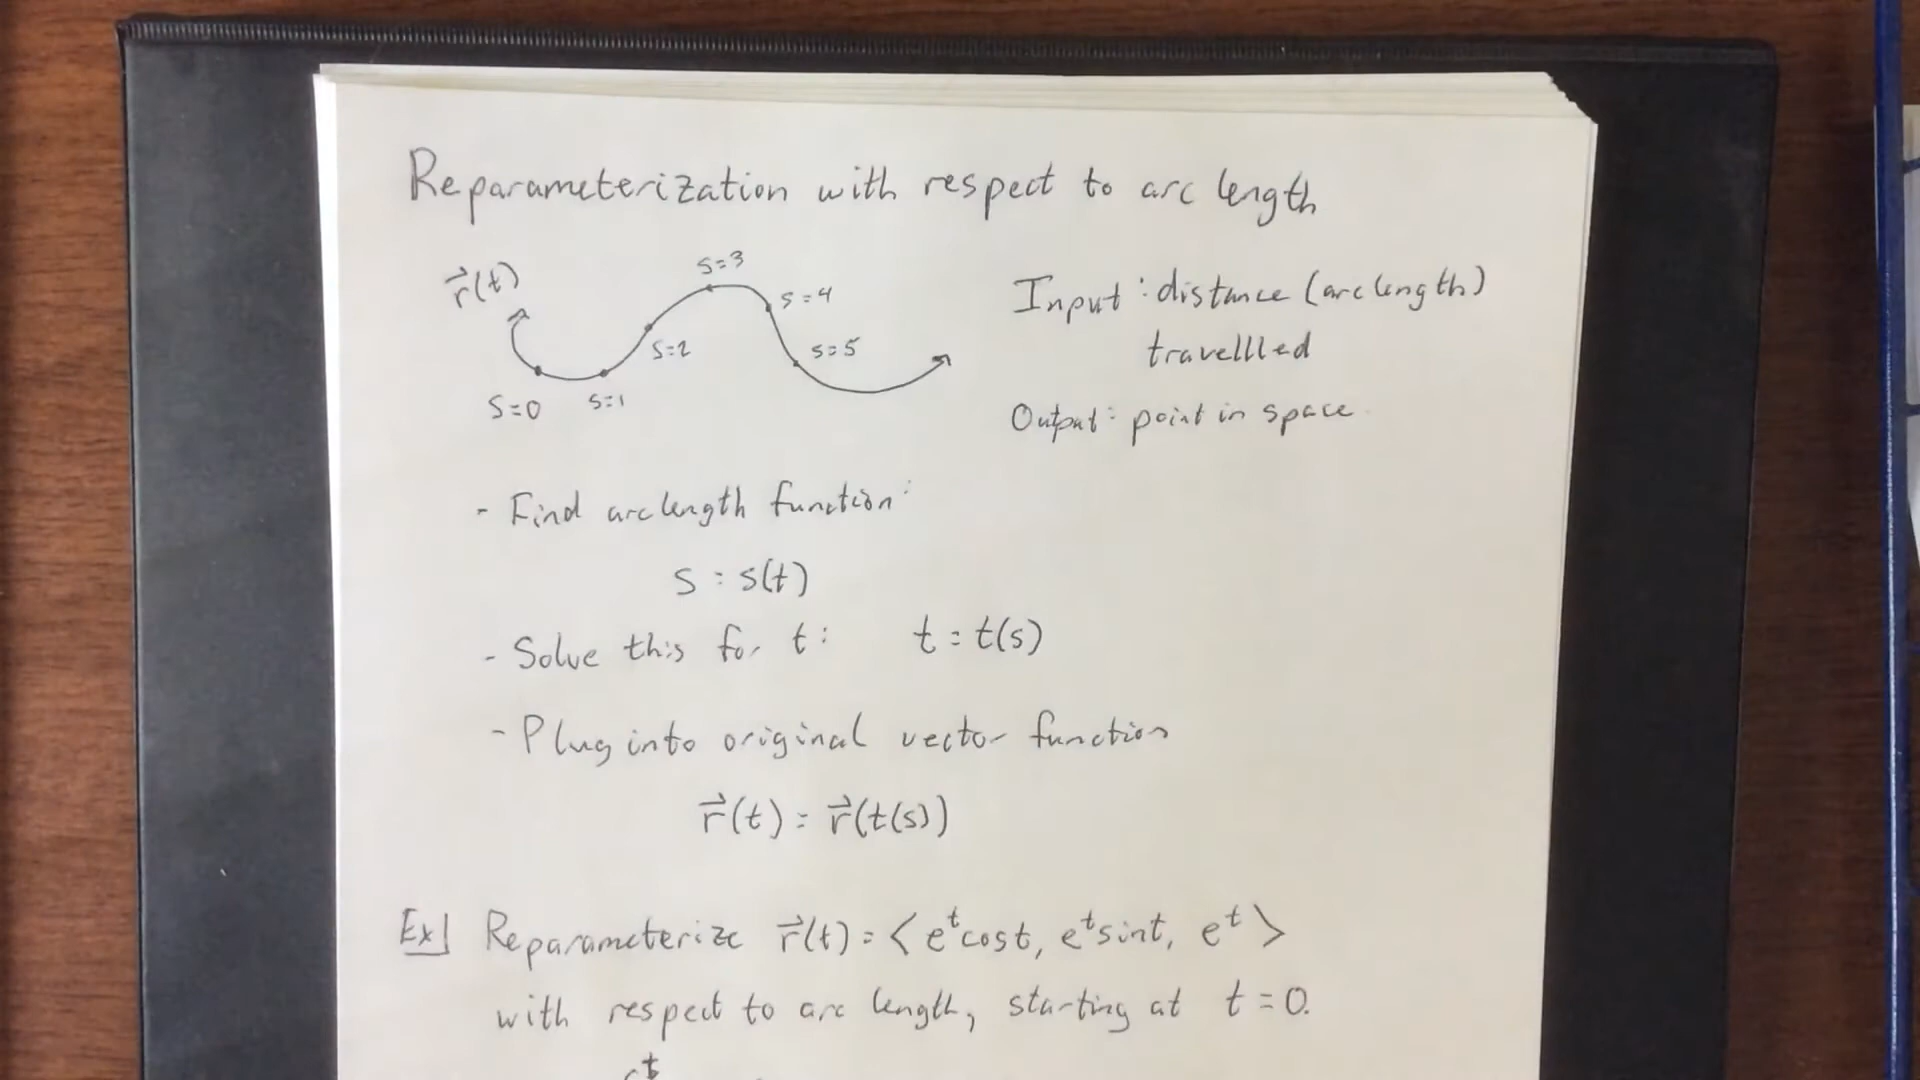 Reparameterization with respect to arc length
r⃗(t)
s=0
s=1
s=2
s=3
s=4
s=5
Input: distance (arc length)
travellled
Output: point in space
- Find arc length function:
s = s(t)
- Solve this for t: t = t(s)
- Plug into original vector function
r⃗(t) = r⃗(t(s))
Ex] Reparameterize r⃗(t) = <e^t cost, e^t sint, e^t>
with respect to arc length, starting at t = 0.